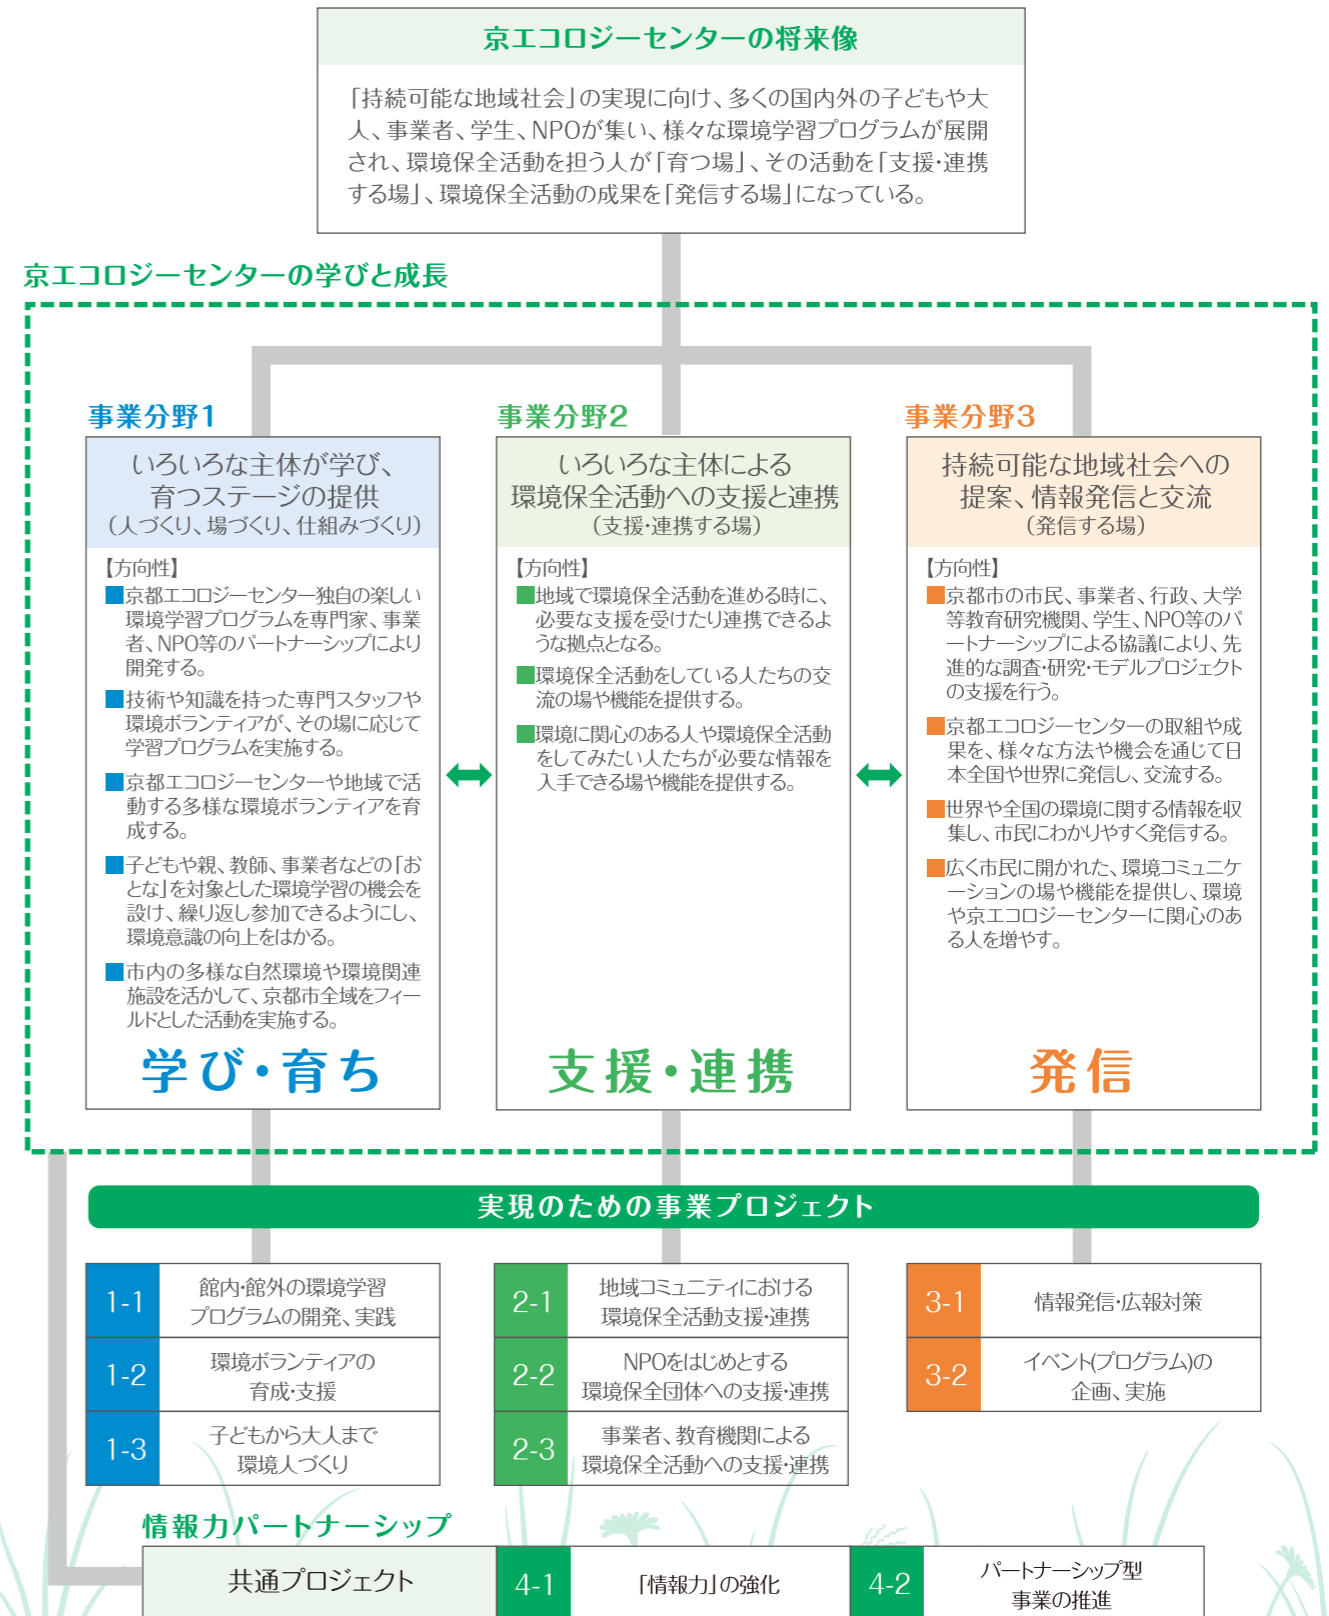 京エコロジーセンターの将来像
「持続可能な地域社会」の実現に向け、多くの国内外の子どもや大
人、事業者、学生、NPOが集い、様々な環境学習プログラムが展開
され、環境保全活動を担う人が「育つ場」、その活動を「支援・連携
する場」、環境保全活動の成果を「発信する場」になっている。
京エコロジーセンターの学びと成長
事業分野1
いろいろな主体が学び、
育つステージの提供
(人づくり、場づくり、仕組みづくり)
【方向性】
■京都エコロジーセンター独自の楽しい
環境学習プログラムを専門家、事業
者、NPO等のパートナーシップにより
開発する。
■技術や知識を持った専門スタッフや
環境ボランティアが、その場に応じて
学習プログラムを実施する。
■京都エコロジーセンターや地域で活
動する多様な環境ボランティアを育
成する。
■子どもや親、教師、事業者などの「お
とな」を対象とした環境学習の機会を
設け、繰り返し参加できるようにし、
環境意識の向上をはかる。
■市内の多様な自然環境や環境関連
施設を活かして、京都市全域をフィー
ルドとした活動を実施する。
学び・育ち
事業分野2
いろいろな主体による
環境保全活動への支援と連携
(支援・連携する場)
【方向性】
■地域で環境保全活動を進める時に、
必要な支援を受けたり連携できるよ
うな拠点となる。
■環境保全活動をしている人たちの交
流の場や機能を提供する。
■環境に関心のある人や環境保全活動
をしてみたい人たちが必要な情報を
入手できる場や機能を提供する。
支援・連携
事業分野3
持続可能な地域社会への
提案、情報発信と交流
(発信する場)
【方向性】
■京都市の市民、事業者、行政、大学
等教育研究機関、学生、NPO等のパ
ートナーシップによる協議により、先
進的な調査・研究・モデルプロジェクト
の支援を行う。
■京都エコロジーセンターの取組や成
果を、様々な方法や機会を通じて日
本全国や世界に発信し、交流する。
■世界や全国の環境に関する情報を収
集し、市民にわかりやすく発信する。
■広く市民に開かれた、環境コミュニケ
ーションの場や機能を提供し、環境
や京エコロジーセンターに関心のあ
る人を増やす。
発信
実現のための事業プロジェクト
1-1
館内・館外の環境学習
プログラムの開発、実践
1-2
環境ボランティアの
育成・支援
1-3
子どもから大人まで
環境人づくり
2-1
地域コミュニティにおける
環境保全活動支援・連携
2-2
NPOをはじめとする
環境保全団体への支援・連携
2-3
事業者、教育機関による
環境保全活動への支援・連携
3-1
情報発信・広報対策
3-2
イベント(プログラム)の
企画、実施
情報力パートナーシップ
共通プロジェクト
4-1
「情報力」の強化
4-2
パートナーシップ型
事業の推進